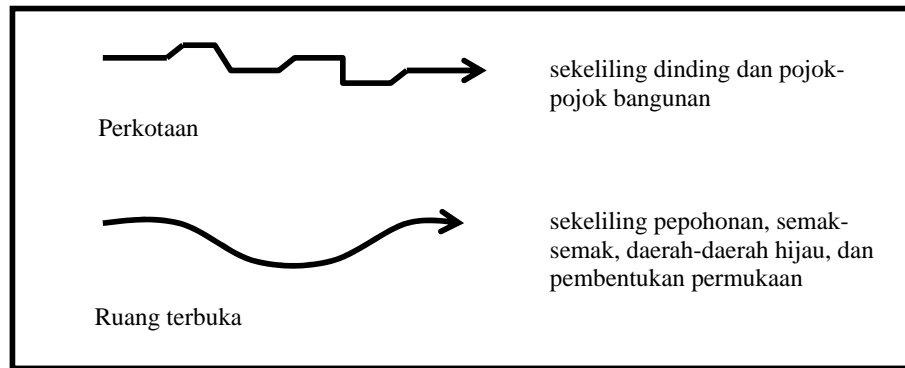 sekeliling dinding dan pojok-
pojok bangunan
Perkotaan
sekeliling pepohonan, semak-
semak, daerah-daerah hijau, dan
pembentukan permukaan
Ruang terbuka